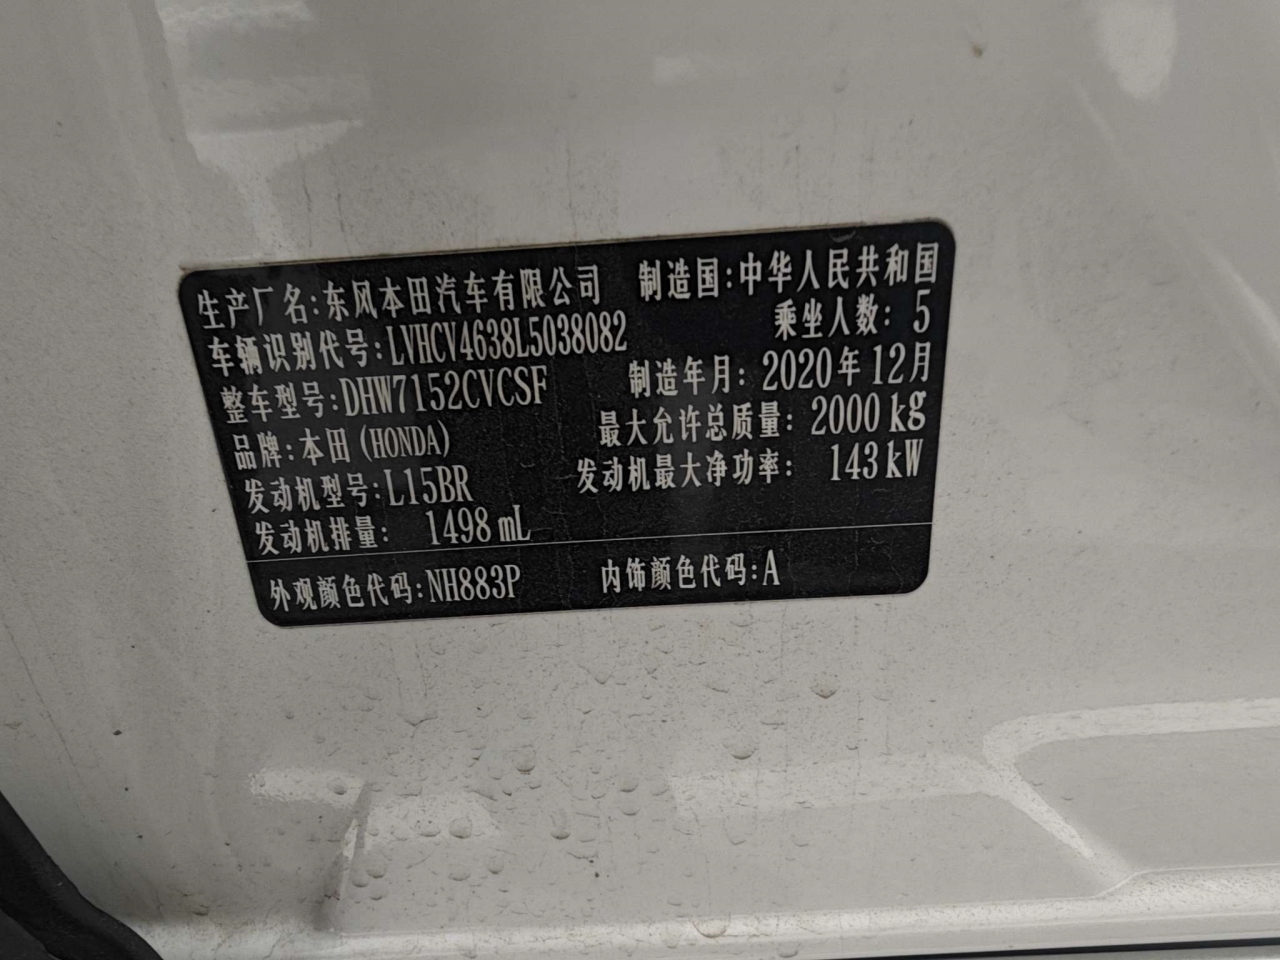 生产厂名:东风本田汽车有限公司 制造国:中华人民共和国
车辆识别代号:LVHCV4638L5038082 乘坐人数: 5
整车型号:DHW7152CVCSF 制造年月: 2020年12月
品牌:本田(HONDA) 最大允许总质量: 2000 kg
发动机型号:L15BR 发动机最大净功率: 143 kW
发动机排量: 1498 mL
外观颜色代码:NH883P 内饰颜色代码:A